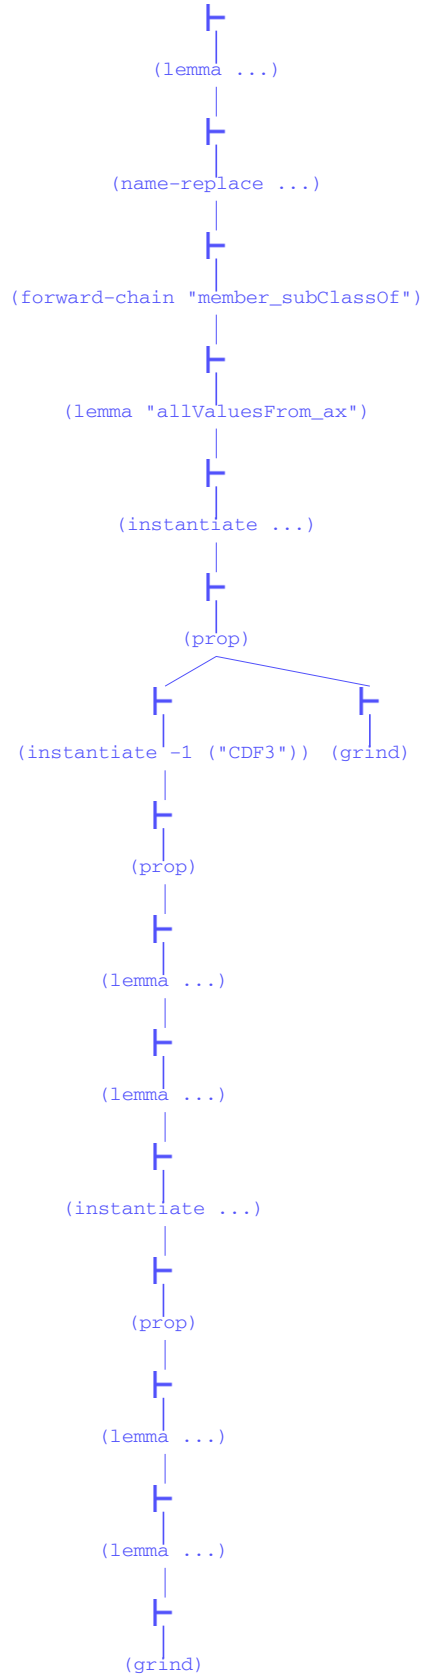 (lemma ...)
(name-replace ...)
(forward-chain "member_subClassOf")
(lemma "allValuesFrom_ax")
(instantiate ...)
(prop)
(instantiate -1 ("CDF3")) (grind)
(prop)
(lemma ...)
(lemma ...)
(instantiate ...)
(prop)
(lemma ...)
(lemma ...)
(grind)